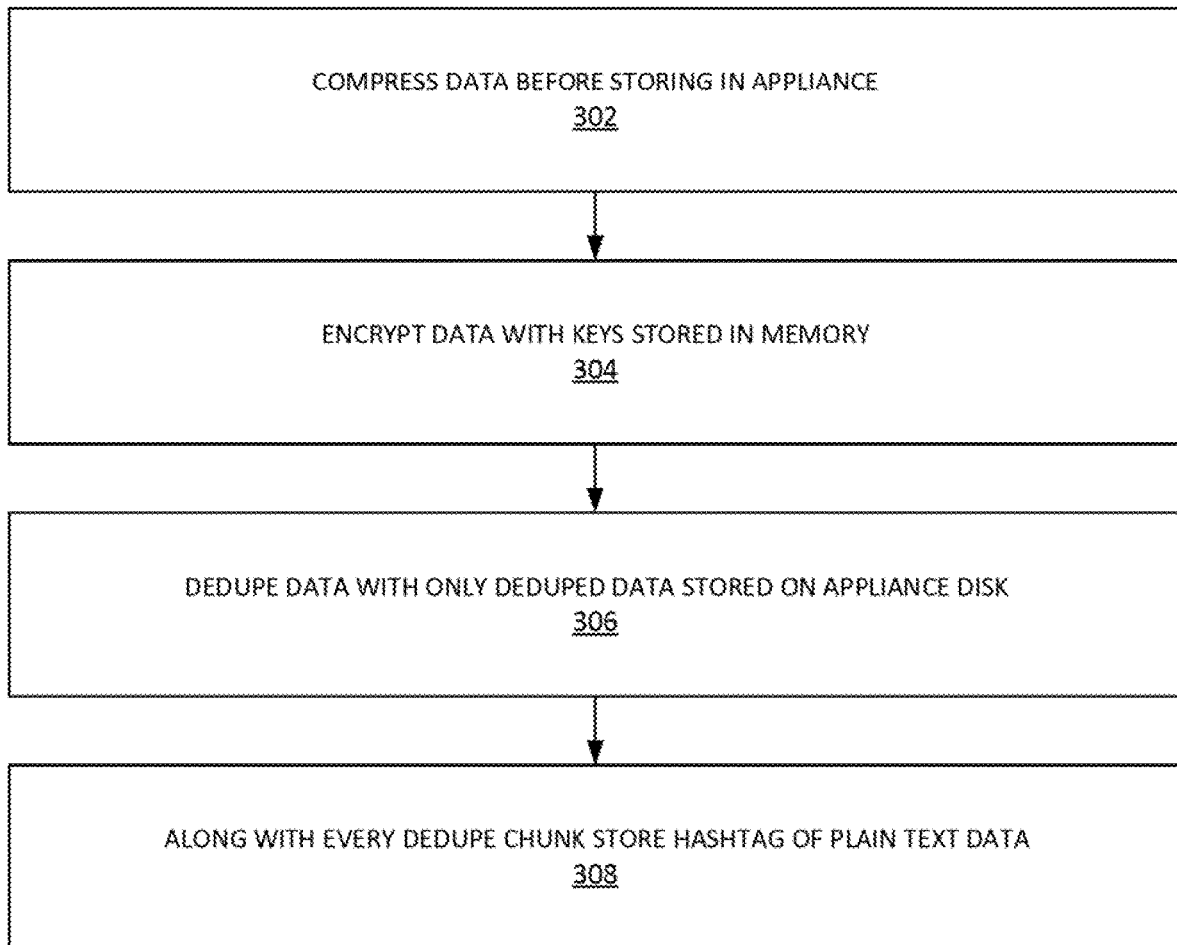 COMPRESS DATA BEFORE STORING IN APPLIANCE
302
ENCRYPT DATA WITH KEYS STORED IN MEMORY
304
DEDUPE DATA WITH ONLY DEDUPED DATA STORED ON APPLIANCE DISK
306
ALONG WITH EVERY DEDUPE CHUNK STORE HASHTAG OF PLAIN TEXT DATA
308